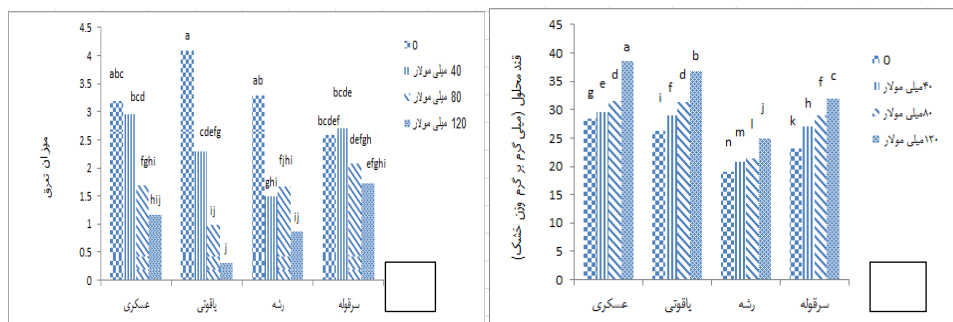 4.5
4
3.5
3
2.5
2
1.5
1
0.5
0
میزان تعرق
abc
bcd
fghi
hij
a
cdefg
ij
j
ab
ghi
fjhi
ij
bcdef
bcde
defgh
efghi
0
40 میلی مولار
80 میلی مولار
120 میلی مولار
عسکری
یاقوتی
رشه
سرقوله
45
40
35
30
25
20
15
10
5
0
قند محلول (میلی گرم بر گرم وزن خشک)
g
e
d
a
i
f
d
b
n
m
l
j
k
h
f
c
0
۴۰میلی مولار
۸۰میلی مولار
۱۲۰میلی مولار
عسکری
یاقوتی
رشه
سرقوله